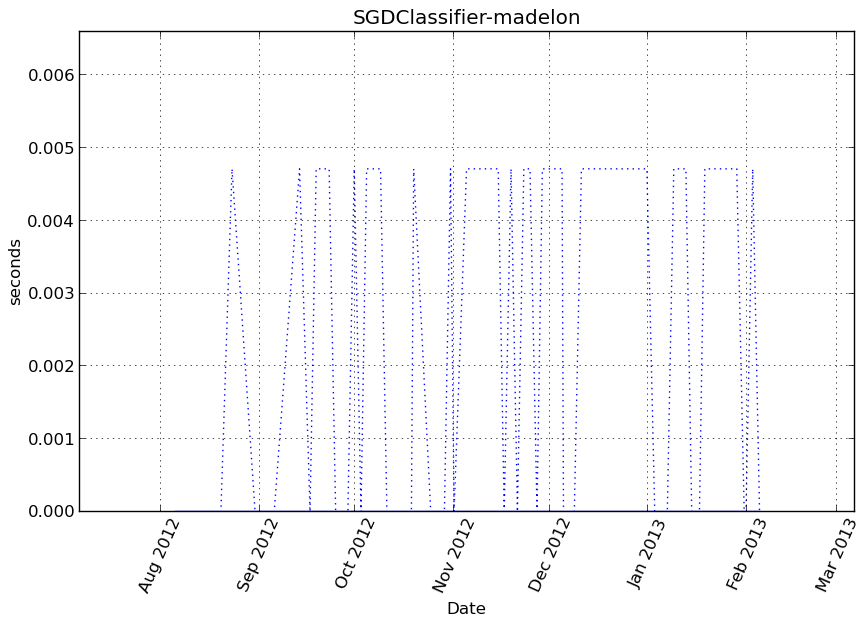 SGDClassifier-madelon
0.006
0.005
0.004
0.003
0.002
0.001
0.000
seconds
Aug 2012
Sep 2012
Oct 2012
Nov 2012
Dec 2012
Jan 2013
Feb 2013
Mar 2013
Date